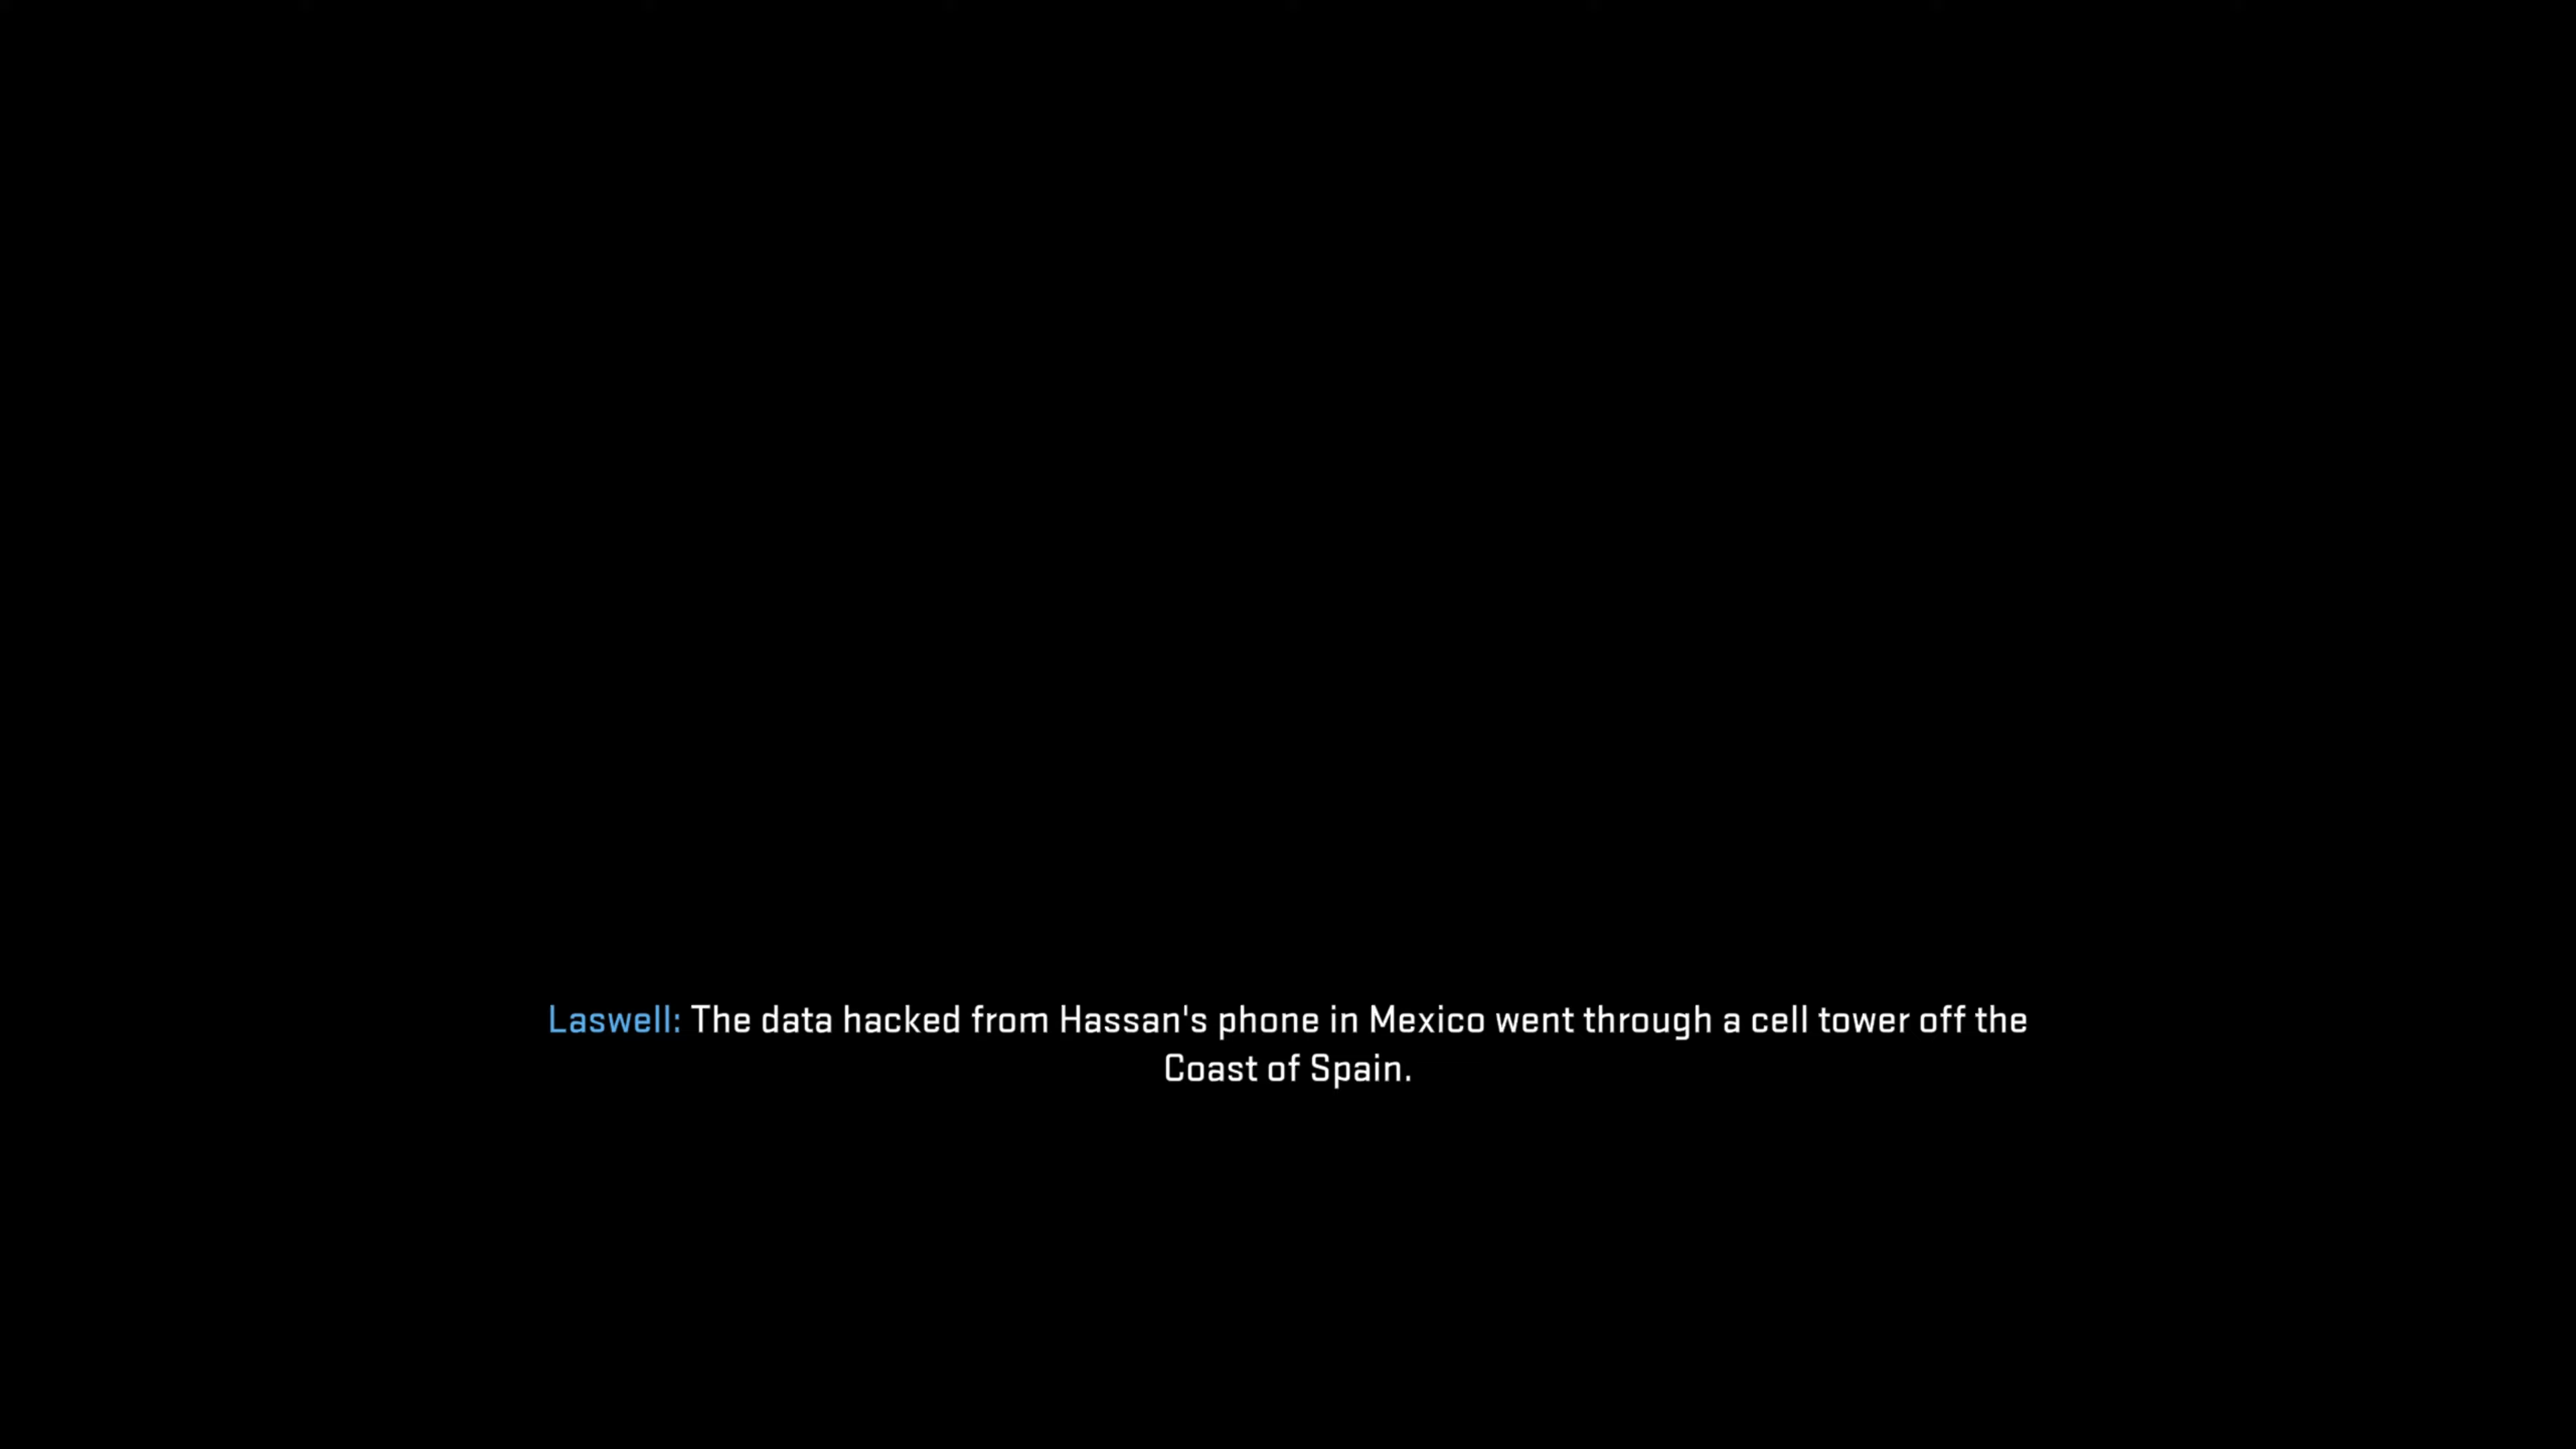 Laswell: The data hacked from Hassan's phone in Mexico went through a cell tower off the
Coast of Spain.